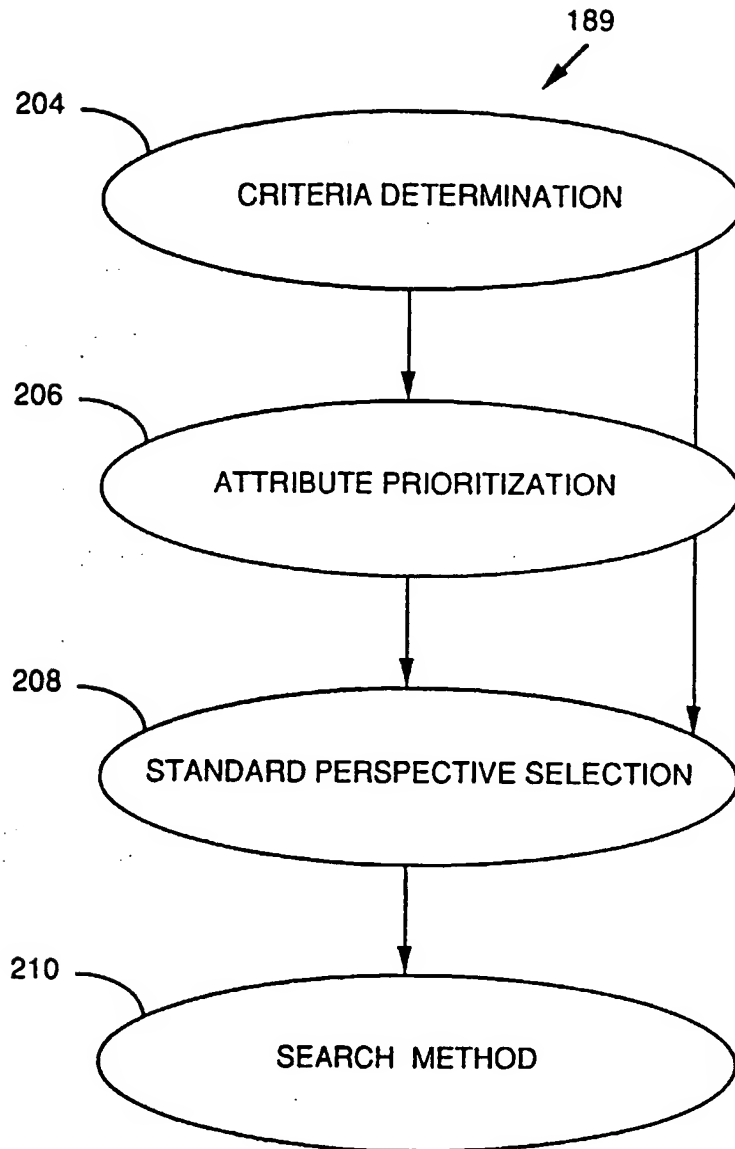 189
204
CRITERIA DETERMINATION
206
ATTRIBUTE PRIORITIZATION
208
STANDARD PERSPECTIVE SELECTION
210
SEARCH METHOD